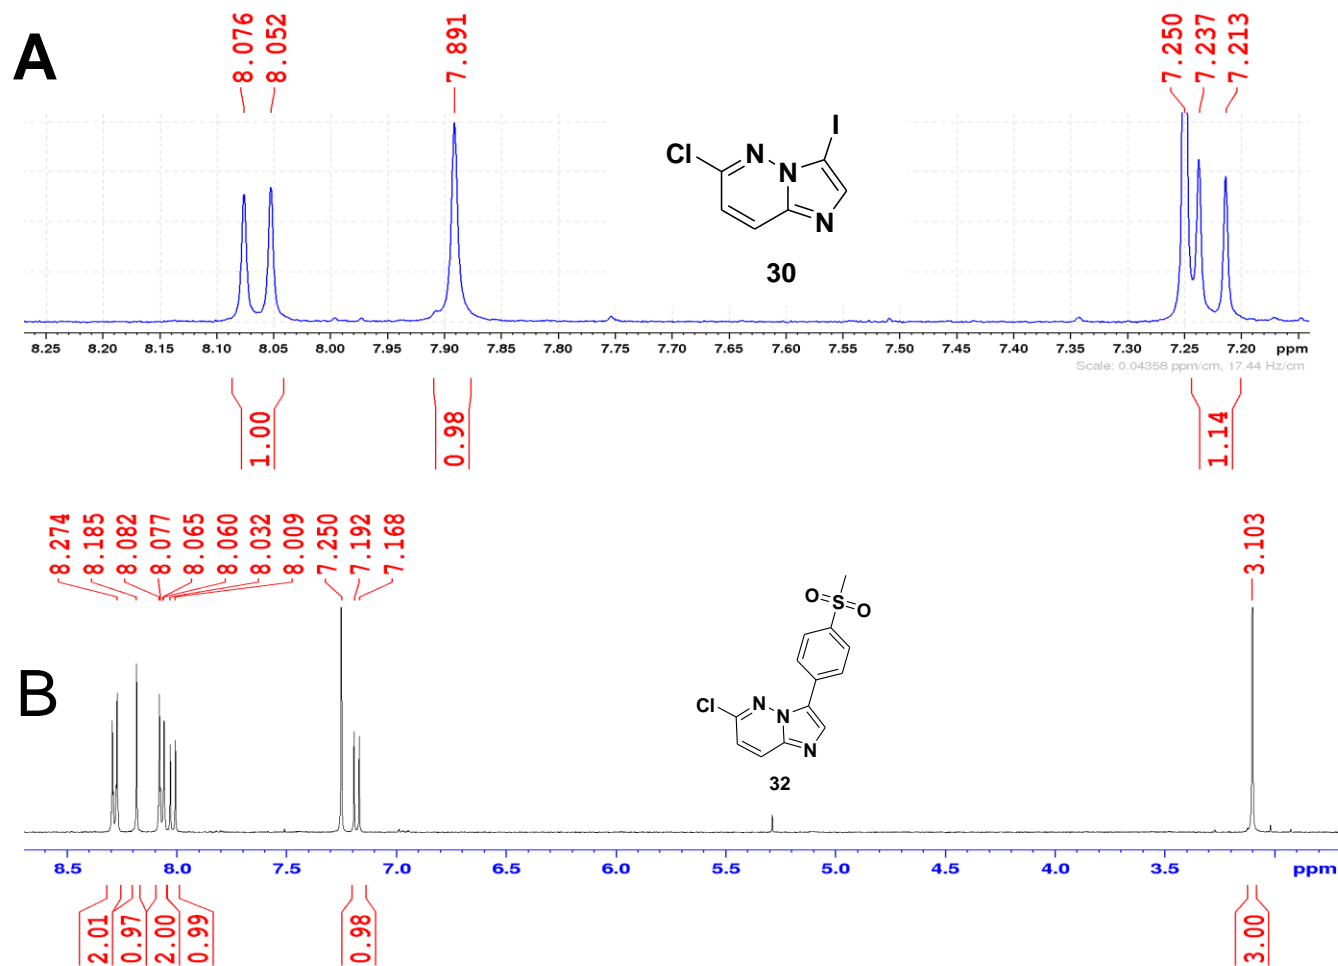 A
8.076
8.052
7.891
7.250
7.237
7.213
I
Cl
N
N
N
30
8.25 8.20 8.15 8.10 8.05 8.00 7.95 7.90 7.85 7.80 7.75 7.70 7.65 7.60 7.55 7.50 7.45 7.40 7.35 7.30 7.25 7.20 ppm
Scale: 0.04358 ppm/cm, 17.44 Hz/cm
1.00
0.98
1.14
8.274
8.185
8.082
8.077
8.065
8.060
8.032
8.009
7.250
7.192
7.168
3.103
B
O=S=O
Cl
N
N
N
32
8.5 8.0 7.5 7.0 6.5 6.0 5.5 5.0 4.5 4.0 3.5 ppm
2.01
0.97
2.00
0.99
0.98
3.00